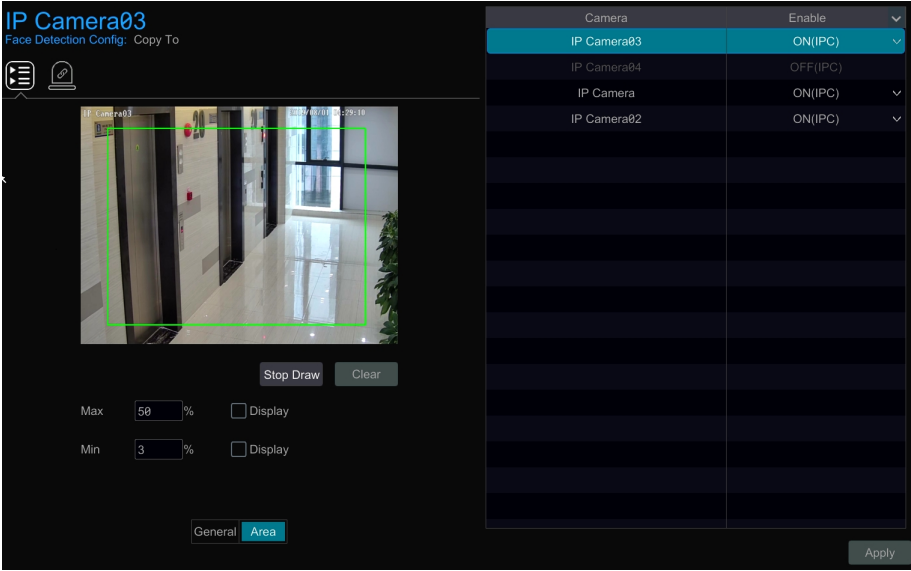 IP Camera03
Face Detection Config: Copy To
IP Camera03
Stop Draw Clear
Max 50 % Display
Min 3 % Display
General Area
Camera Enable
IP Camera03 ON(IPC)
IP Camera04 OFF(IPC)
IP Camera ON(IPC)
IP Camera02 ON(IPC)
Apply